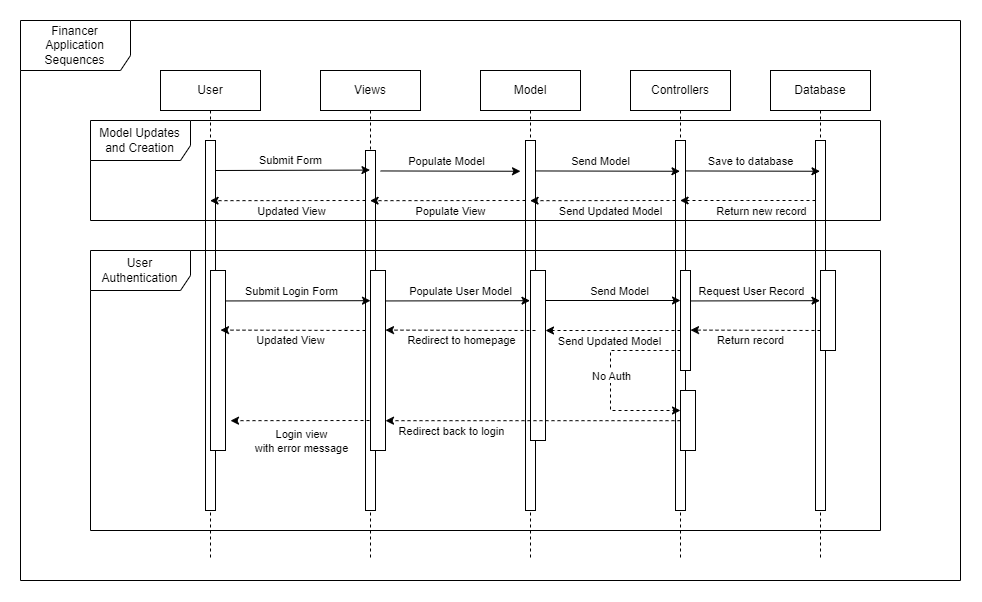 Financer
Application
Sequences
User
Views
Model
Controllers
Database
Model Updates
and Creation
Submit Form
Populate Model
Send Model
Save to database
Updated View
Populate View
Send Updated Model
Return new record
User
Authentication
Submit Login Form
Populate User Model
Send Model
Request User Record
Updated View
Redirect to homepage
Send Updated Model
Return record
No Auth
Login view
with error message
Redirect back to login